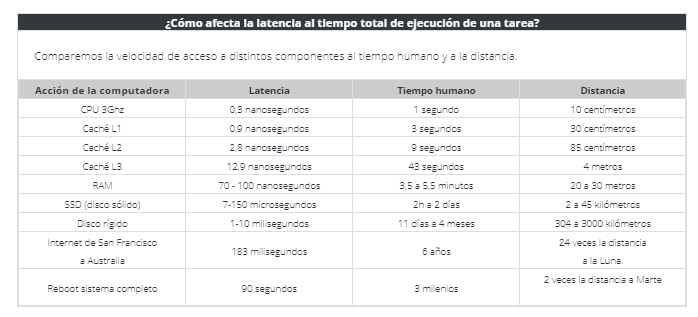 ¿Cómo afecta la latencia al tiempo total de ejecución de una tarea?
Comparemos la velocidad de acceso a distintos componentes al tiempo humano y a la distancia.
Acción de la computadora Latencia Tiempo humano Distancia
CPU 3Ghz 0,3 nanosegundos 1 segundo 10 centímetros
Caché L1 0,9 nanosegundos 3 segundos 30 centímetros
Caché L2 2,8 nanosegundos 9 segundos 85 centímetros
Caché L3 12,9 nanosegundos 43 segundos 4 metros
RAM 70 - 100 nanosegundos 3,5 a 5,5 minutos 20 a 30 metros
SSD (disco sólido) 7-150 microsegundos 2h a 2 días 2 a 45 kilómetros
Disco rígido 1-10 milisegundos 11 días a 4 meses 304 a 3000 kilómetros
Internet de San Francisco
a Australia
183 milisegundos
6 años
24 veces la distancia
a la Luna.
Reboot sistema completo 90 segundos 3 milenios 2 veces la distancia a Marte